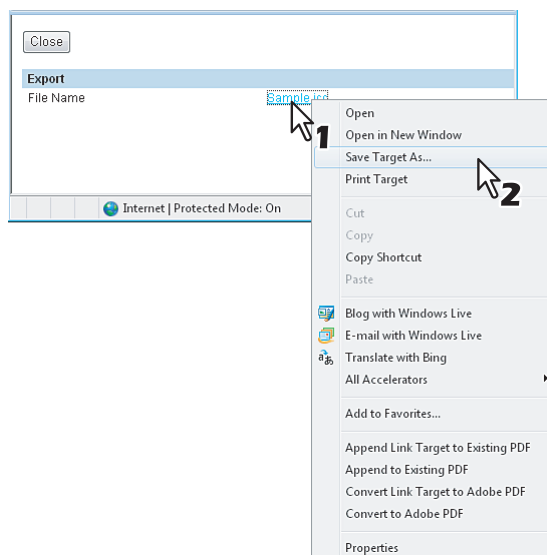 Close
Export
File Name
Sample.icc
1
Open
Open in New Window
Save Target As...
2
Print Target
Internet | Protected Mode: On
Cut
Copy
Copy Shortcut
Paste
Blog with Windows Live
E-mail with Windows Live
Translate with Bing
All Accelerators
Add to Favorites...
Append Link Target to Existing PDF
Append to Existing PDF
Convert Link Target to Adobe PDF
Convert to Adobe PDF
Properties